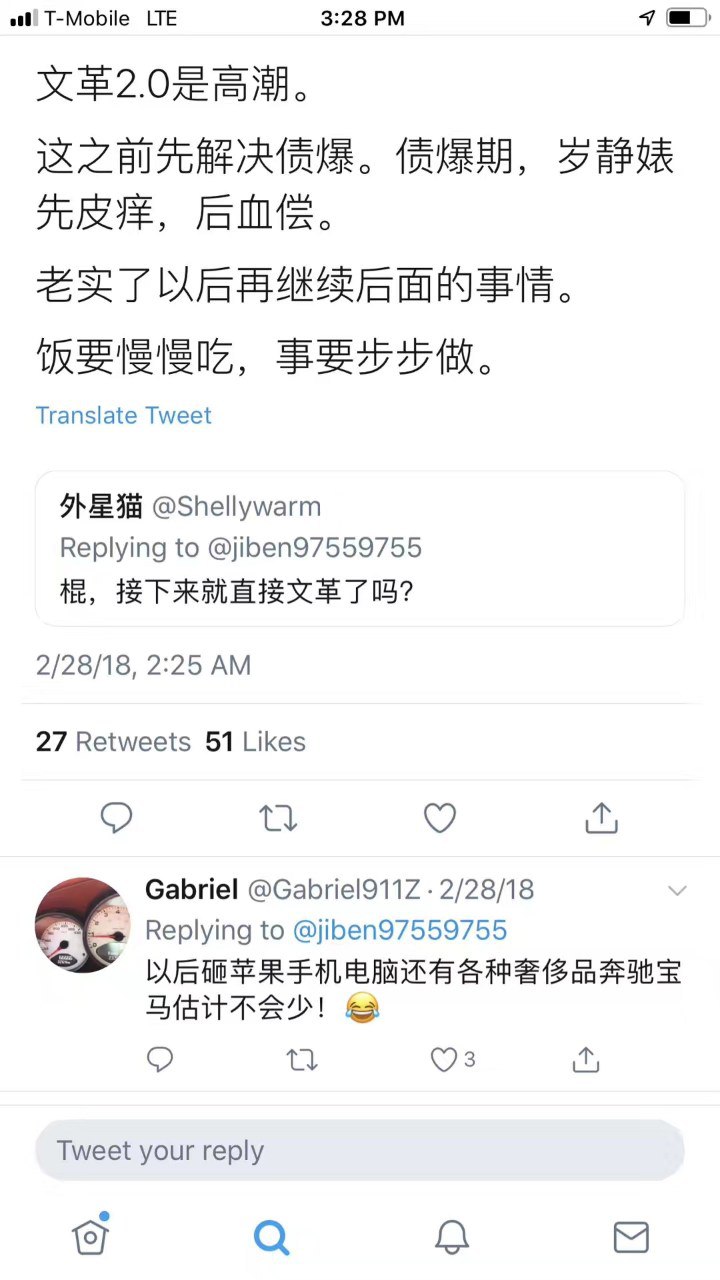 T-Mobile LTE 3:28 PM
文革2.0是高潮。
这之前先解决债爆。债爆期，岁静婊
先皮痒，后血偿。
老实了以后再继续后面的事情。
饭要慢慢吃，事要步步做。
Translate Tweet
外星猫 @Shellywarm
Replying to @jiben97559755
棍，接下来就直接文革了吗?
2/28/18, 2:25 AM
27 Retweets 51 Likes
Gabriel @Gabriel911Z · 2/28/18
Replying to @jiben97559755
以后砸苹果手机电脑还有各种奢侈品奔驰宝
马估计不会少！😂
3
Tweet your reply